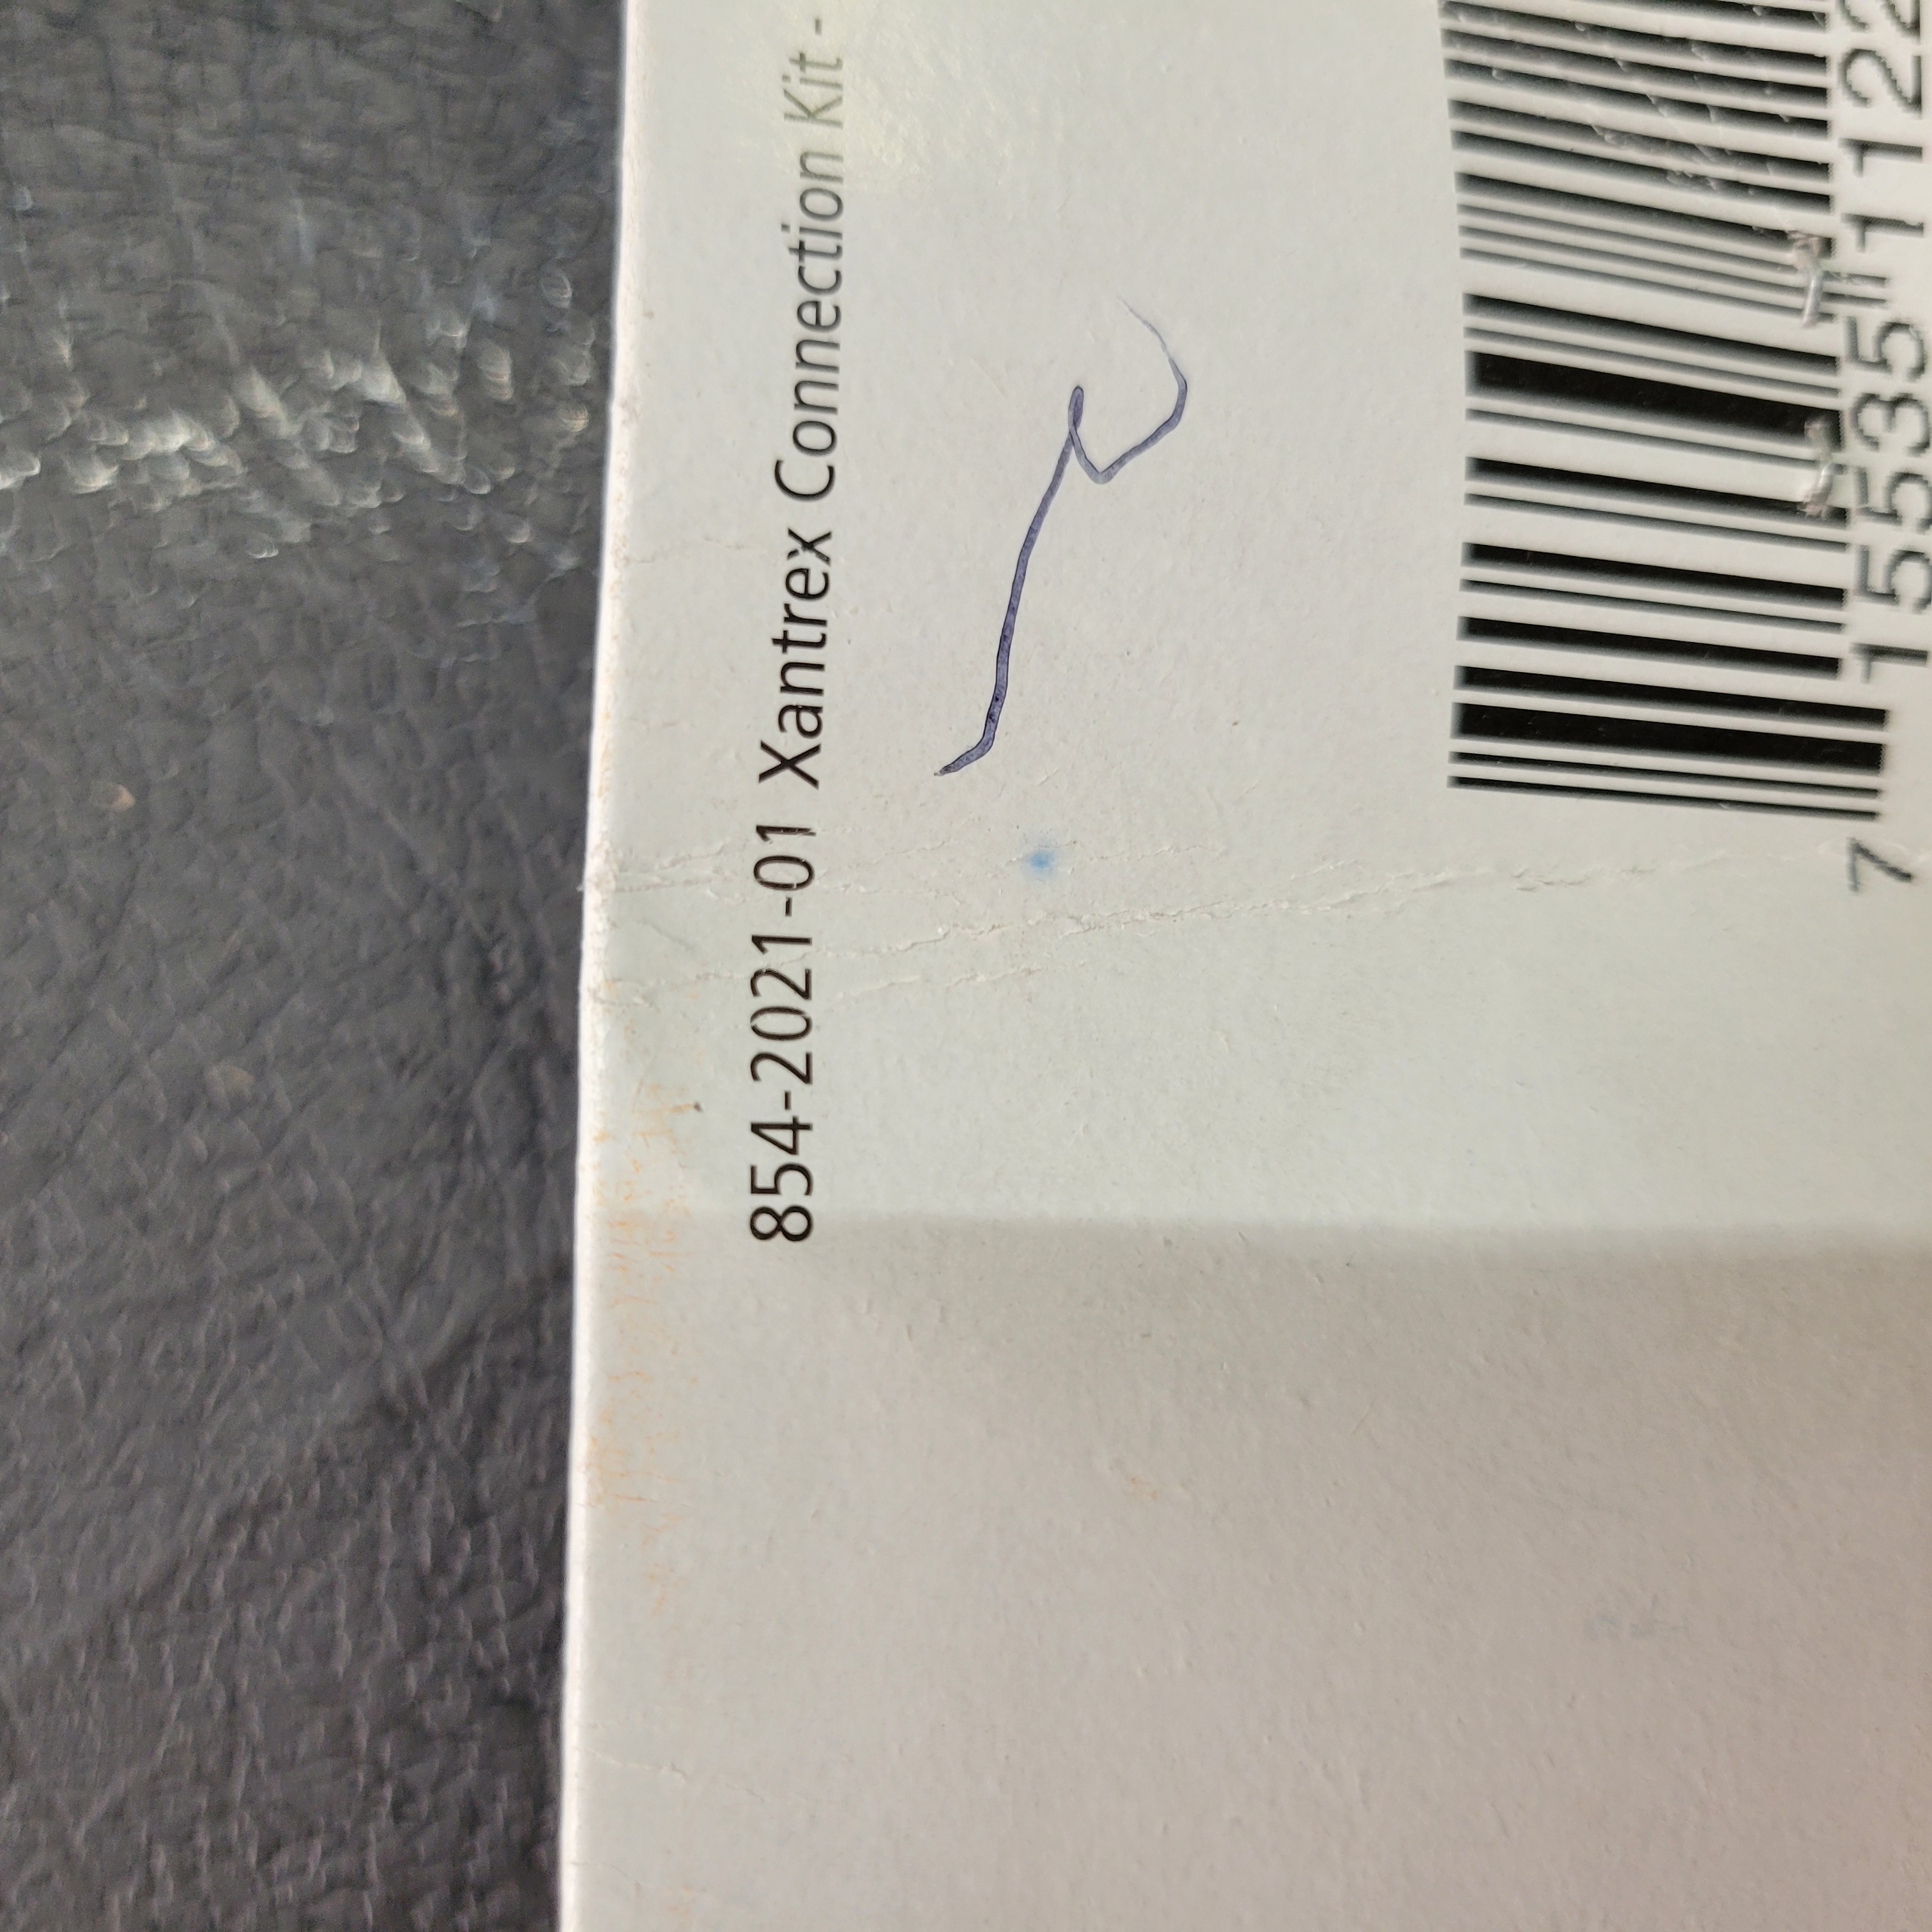 854-2021-01 Xantrex Connection Kit -
7 15535 1122